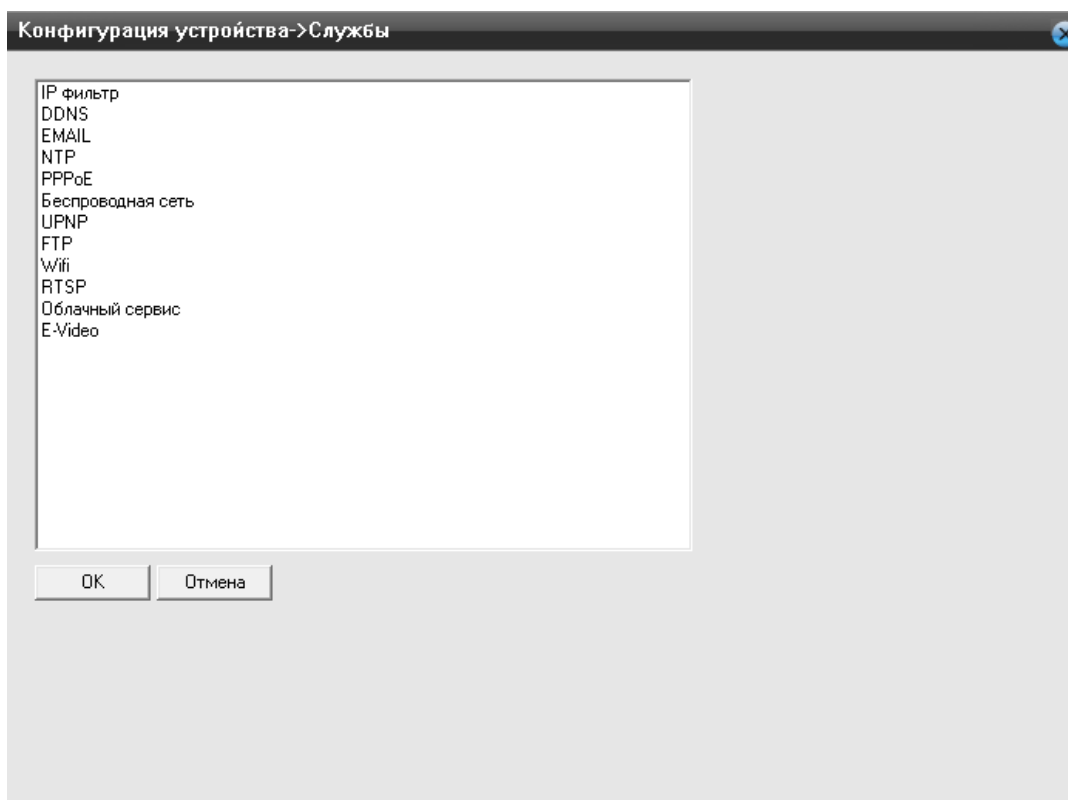 Конфигурация устройства->Службы
IP фильтр
DDNS
EMAIL
NTP
PPPoE
Беспроводная сеть
UPNP
FTP
Wifi
RTSP
Облачный сервис
E-Video
OK
Отмена